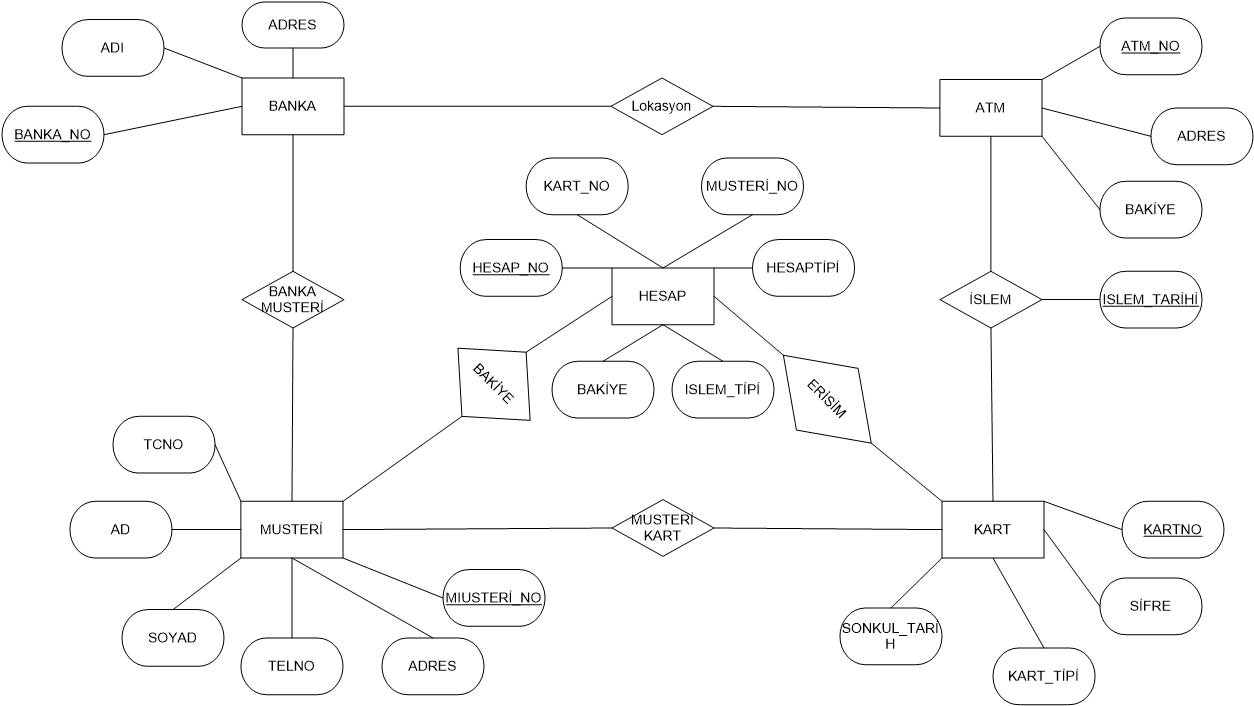 ADRES
ADI
ATM_NO
BANKA
Lokasyon
ATM
BANKA_NO
ADRES
KART_NO
MUSTERİ_NO
BAKİYE
HESAP_NO
HESAPTİPİ
HESAP
BANKA
MUSTERİ
İSLEM
ISLEM_TARİHİ
BAKİYE
BAKİYE
ISLEM_TİPİ
ERISİM
TCNO
AD
MUSTERİ
MUSTERİ
KART
KART
KARTNO
MIUSTERİ_NO
SİFRE
SOYAD
SONKUL_TARİ
H
TELNO
ADRES
KART_TİPİ